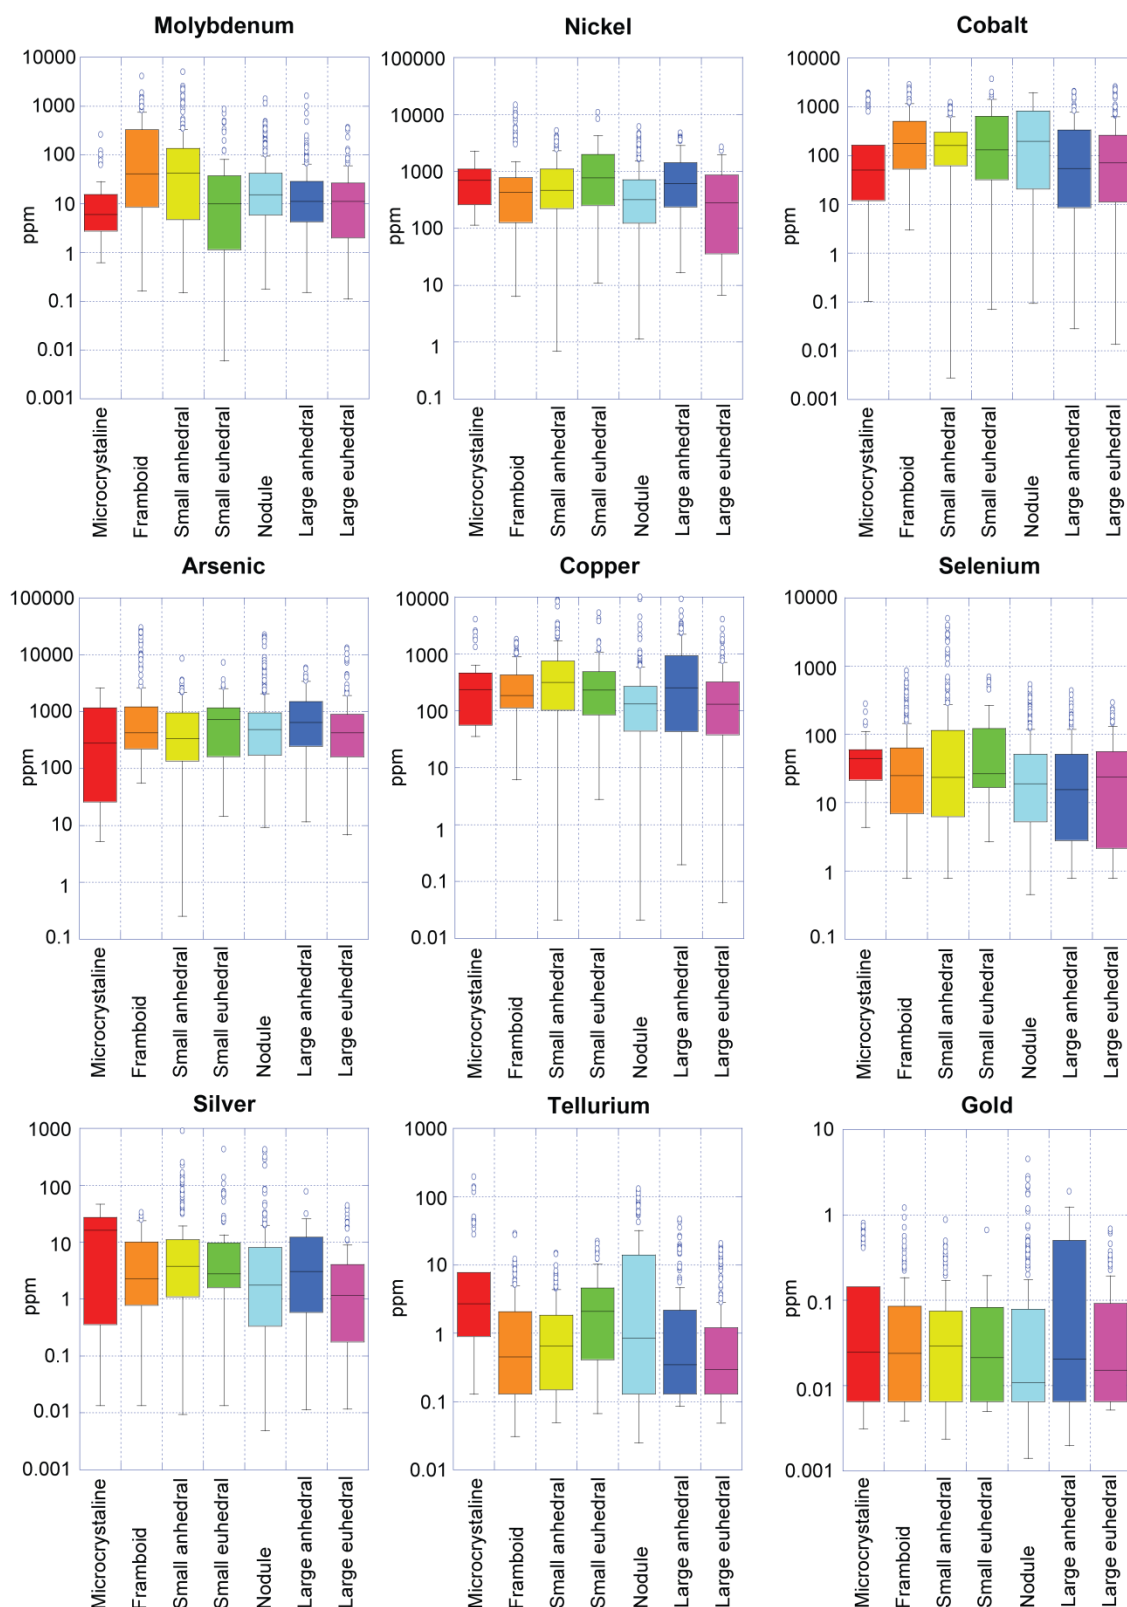 Molybdenum
10000
1000
100
10
1
0.1
0.01
0.001
ppm
Microcrystaline
Framboid
Small anhedral
Small euhedral
Nodule
Large anhedral
Large euhedral
Nickel
100000
10000
1000
100
10
1
0.1
ppm
Microcrystaline
Framboid
Small anhedral
Small euhedral
Nodule
Large anhedral
Large euhedral
Cobalt
10000
1000
100
10
1
0.1
0.01
0.001
ppm
Microcrystaline
Framboid
Small anhedral
Small euhedral
Nodule
Large anhedral
Large euhedral
Arsenic
100000
10000
1000
100
10
1
0.1
ppm
Microcrystaline
Framboid
Small anhedral
Small euhedral
Nodule
Large anhedral
Large euhedral
Copper
10000
1000
100
10
1
0.1
0.01
ppm
Microcrystaline
Framboid
Small anhedral
Small euhedral
Nodule
Large anhedral
Large euhedral
Selenium
10000
1000
100
10
1
0.1
ppm
Microcrystaline
Framboid
Small anhedral
Small euhedral
Nodule
Large anhedral
Large euhedral
Silver
1000
100
10
1
0.1
0.01
0.001
ppm
Microcrystaline
Framboid
Small anhedral
Small euhedral
Nodule
Large anhedral
Large euhedral
Tellurium
1000
100
10
1
0.1
0.01
ppm
Microcrystaline
Framboid
Small anhedral
Small euhedral
Nodule
Large anhedral
Large euhedral
Gold
10
1
0.1
0.01
0.001
ppm
Microcrystaline
Framboid
Small anhedral
Small euhedral
Nodule
Large anhedral
Large euhedral